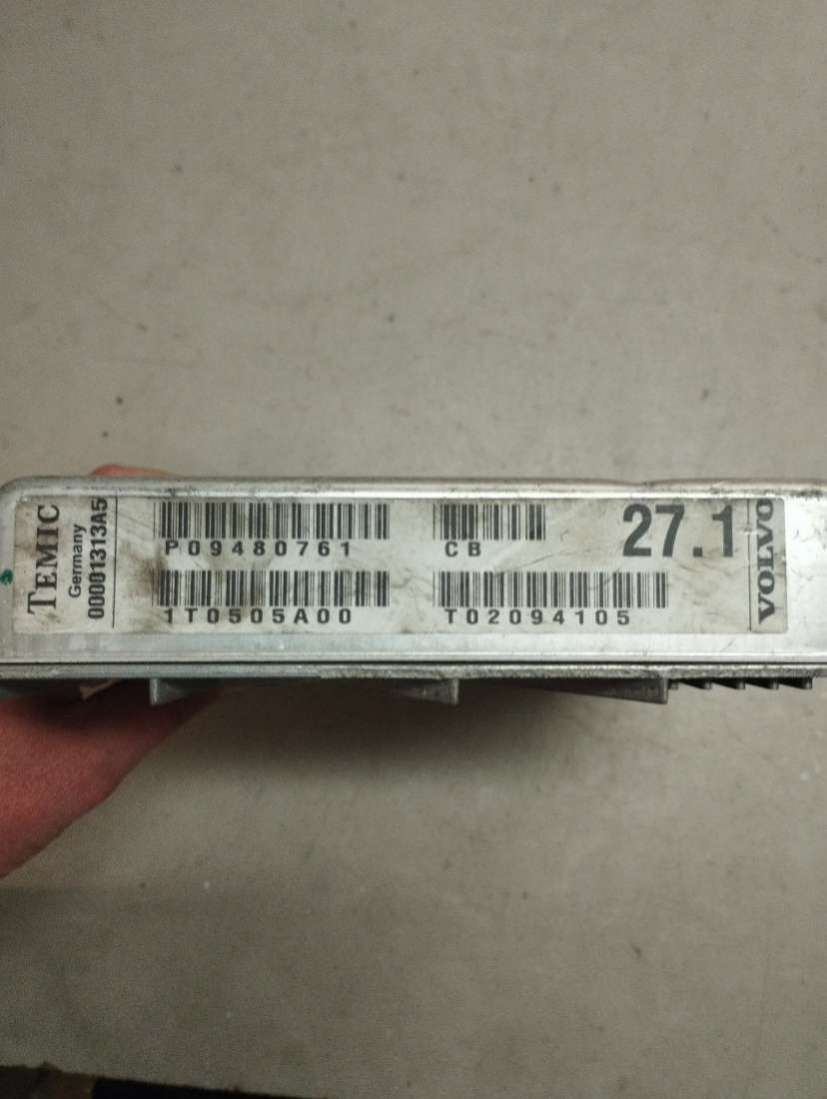 TEMIC
Germany
00001313A5
P09480761
CB
27.1
1T0505A00
T02094105
VOLVO